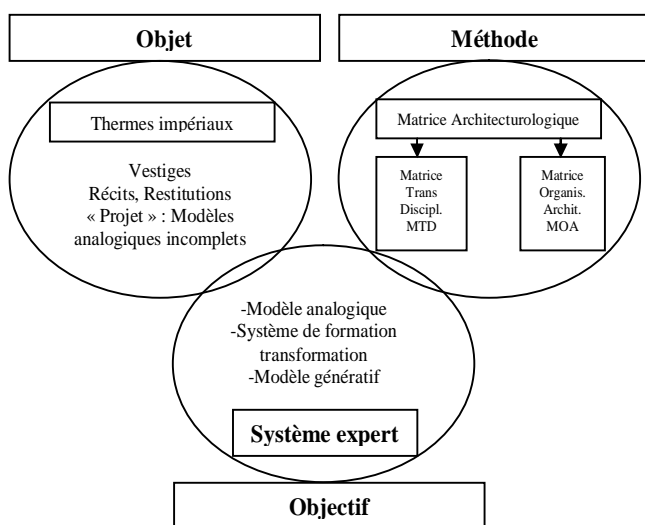 Objet
Méthode
Thermes impériaux
Vestiges
Récits, Restitutions
« Projet » : Modèles
analogiques incomplets
Matrice Architecturologique
Matrice
Trans
Discipl.
MTD
Matrice
Organis.
Archit.
MOA
-Modèle analogique
-Système de formation
transformation
-Modèle génératif
Système expert
Objectif